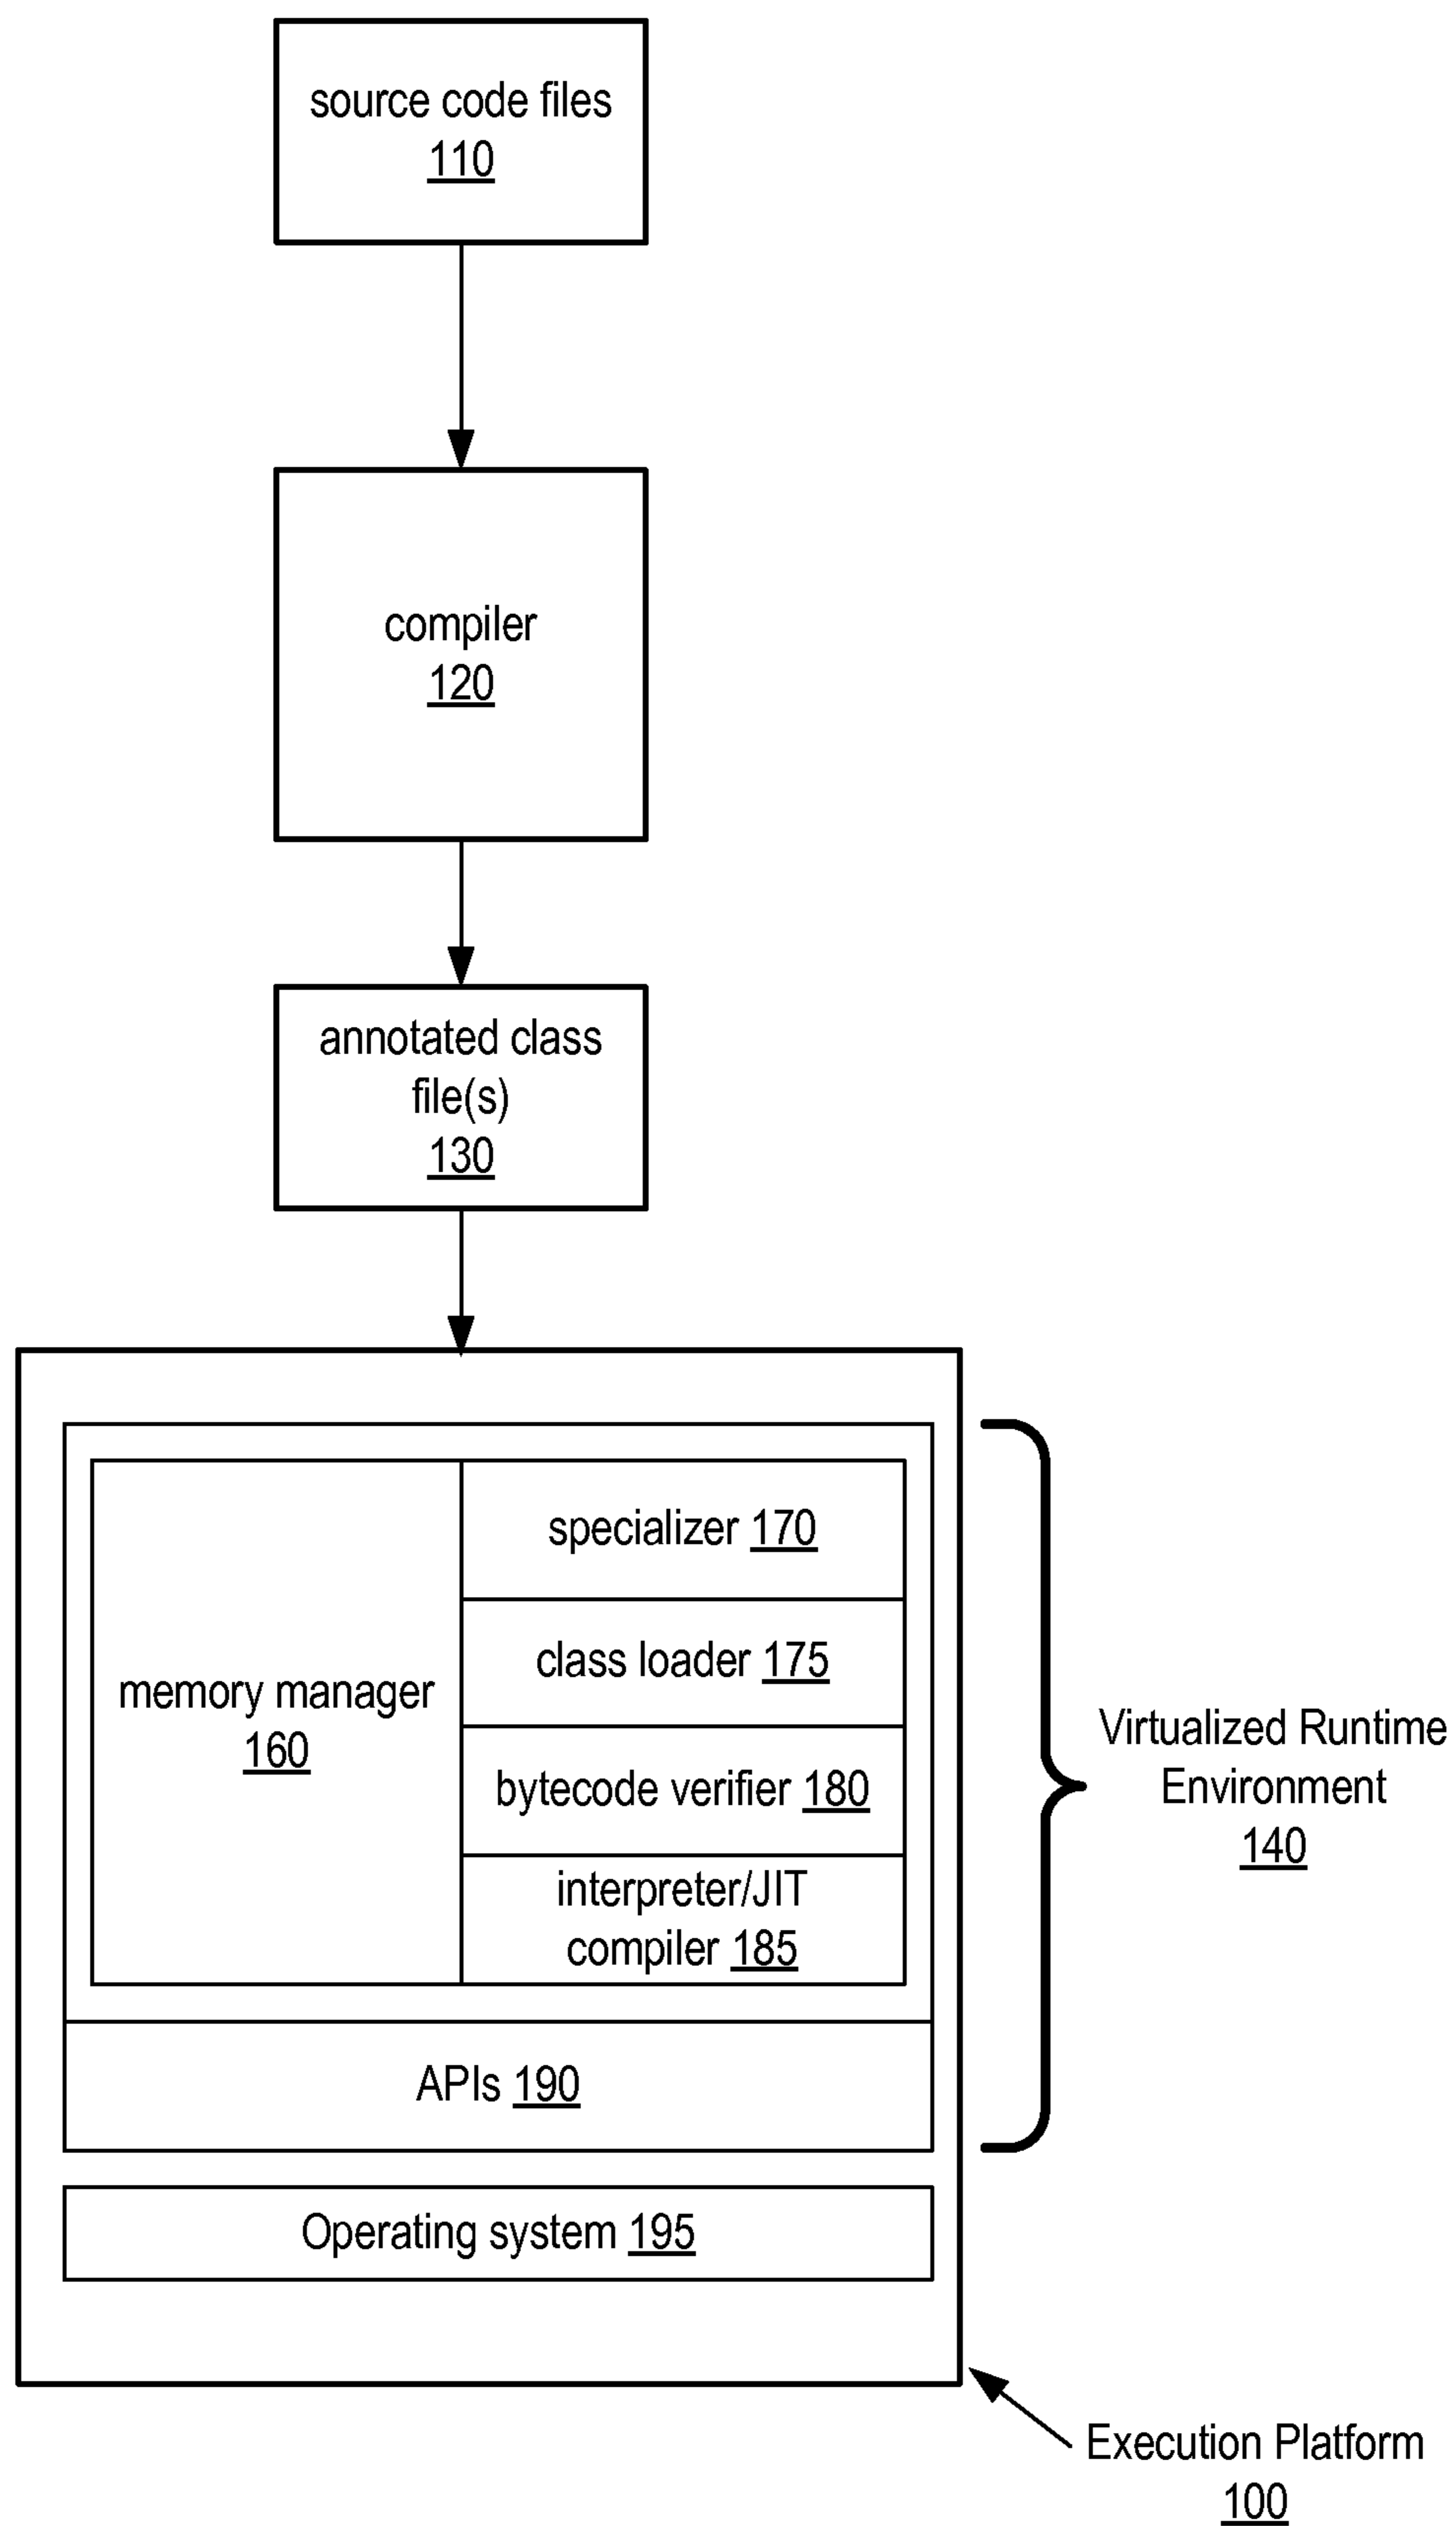 source code files
110
compiler
120
annotated class
file(s)
130
specializer 170
class loader 175
memory manager
160
bytecode verifier 180
interpreter/JIT
compiler 185
APIs 190
Operating system 195
Virtualized Runtime
Environment
140
Execution Platform
100